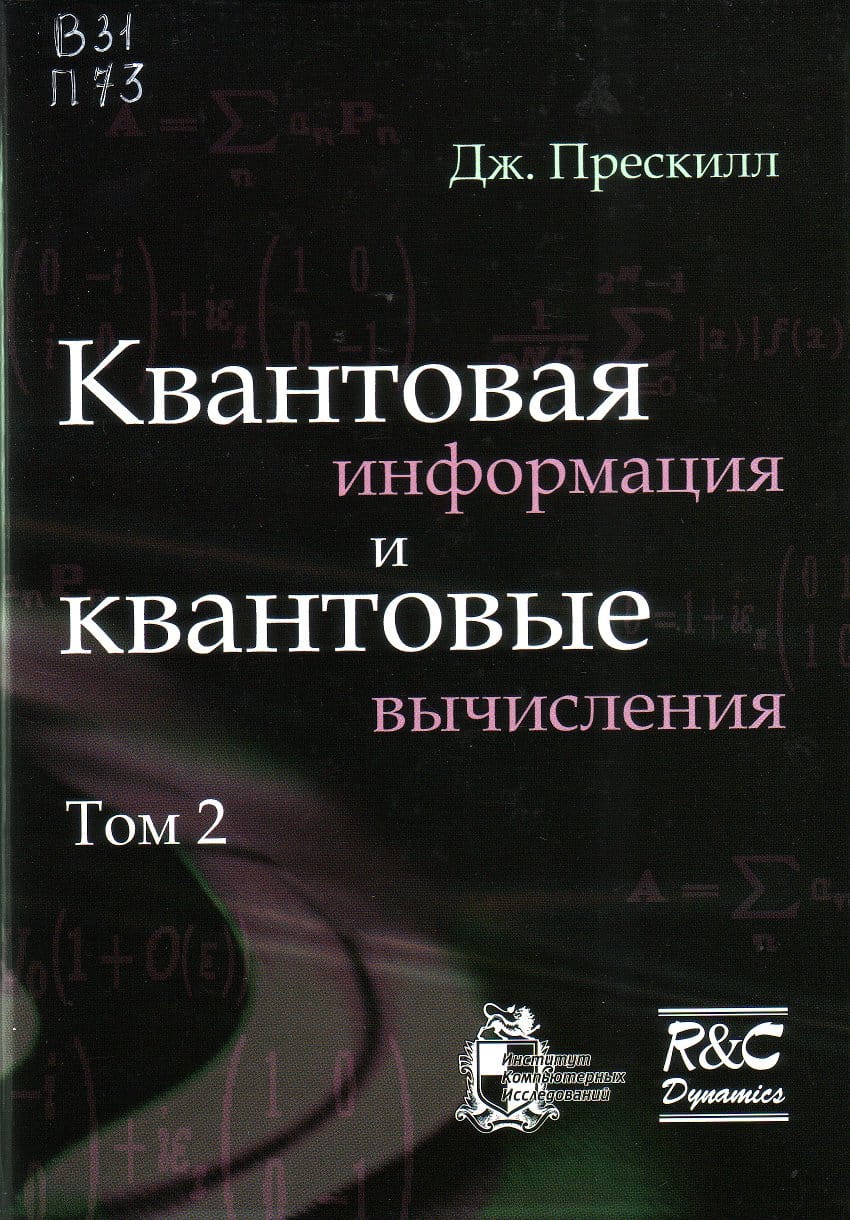 В31
П73
Дж. Прескилл
Квантовая
информация
и
квантовые
вычисления
Том 2
Институт
Компьютерных
Исследований
R&C
Dynamics